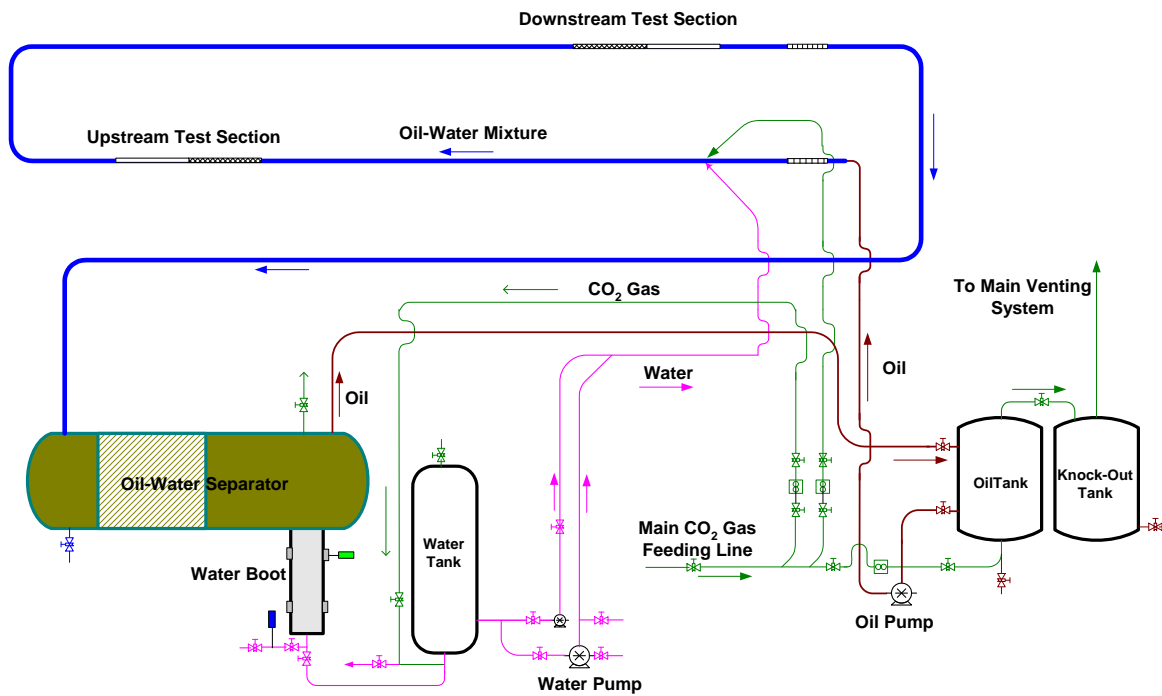 Downstream Test Section
Upstream Test Section
Oil-Water Mixture
To Main Venting
System
CO₂ Gas
Oil
Water
Oil
Oil-Water Separator
OilTank
Knock-Out
Tank
Main CO₂ Gas
Feeding Line
Water
Tank
Water Boot
Oil Pump
Water Pump